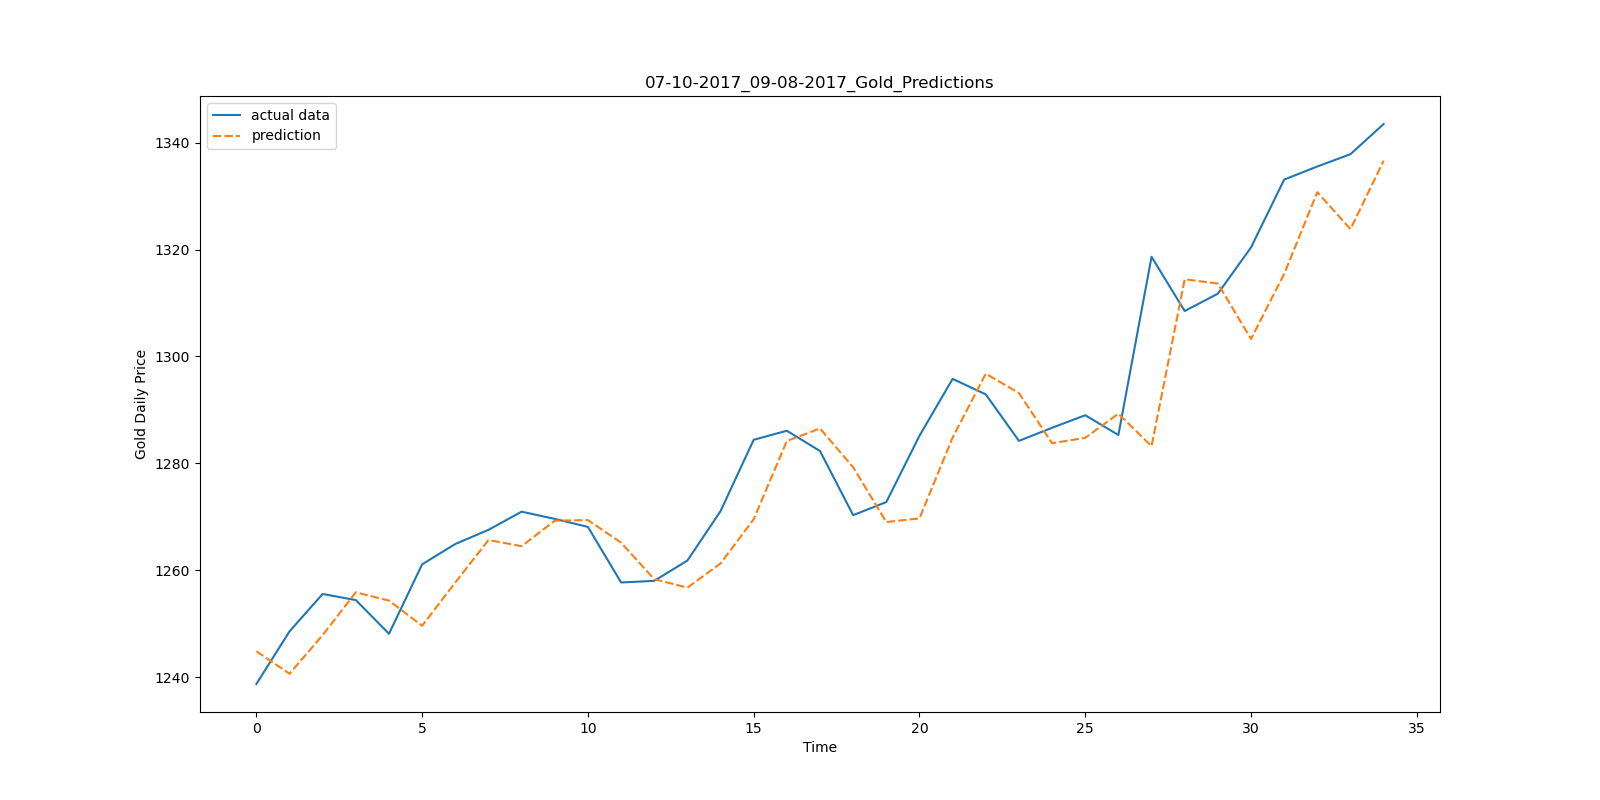 07-10-2017_09-08-2017_Gold_Predictions
actual data
prediction
1340
1320
1300
1280
1260
1240
Gold Daily Price
0 5 10 15 20 25 30 35
Time